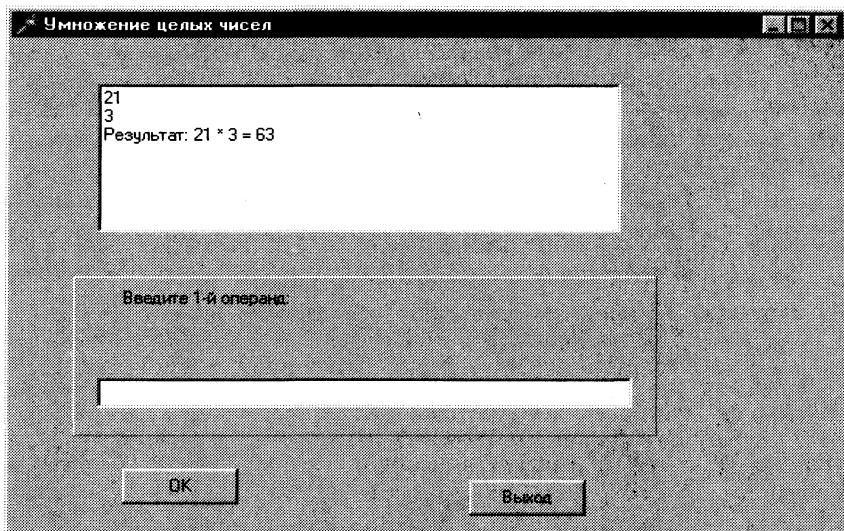 Умножение целых чисел
21
3
Результат: 21 * 3 = 63
Введите 1-й операнд:
OK
Выход